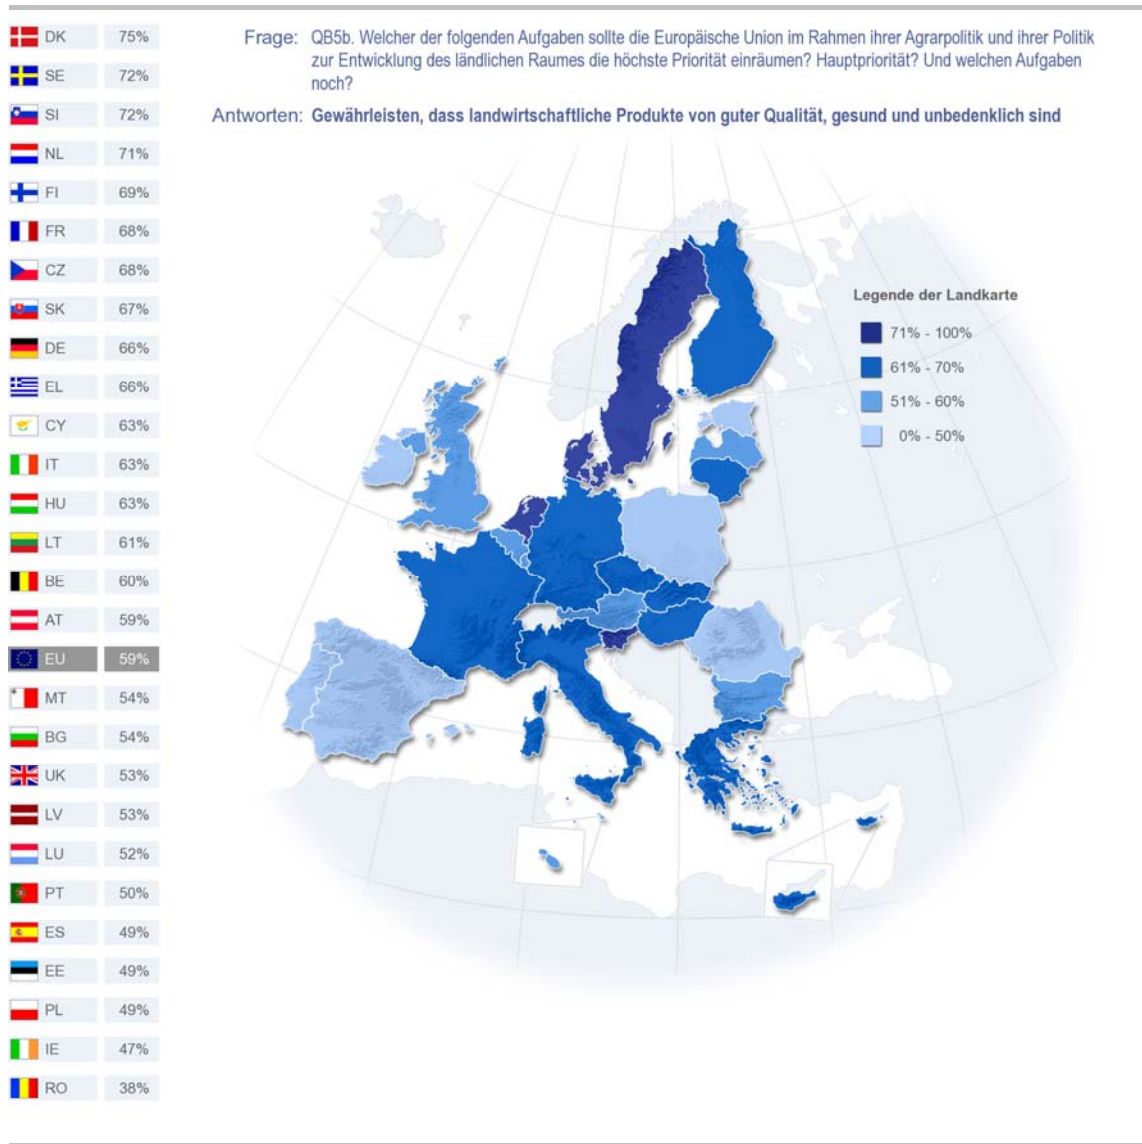 DK 75%
SE 72%
SI 72%
NL 71%
FI 69%
FR 68%
CZ 68%
SK 67%
DE 66%
EL 66%
CY 63%
IT 63%
HU 63%
LT 61%
BE 60%
AT 59%
EU 59%
MT 54%
BG 54%
UK 53%
LV 53%
LU 52%
PT 50%
ES 49%
EE 49%
PL 49%
IE 47%
RO 38%
Frage: QB5b. Welcher der folgenden Aufgaben sollte die Europäische Union im Rahmen ihrer Agrarpolitik und ihrer Politik
zur Entwicklung des ländlichen Raumes die höchste Priorität einräumen? Hauptpriorität? Und welchen Aufgaben
noch?
Antworten: Gewährleisten, dass landwirtschaftliche Produkte von guter Qualität, gesund und unbedenklich sind
Legende der Landkarte
71% - 100%
61% - 70%
51% - 60%
0% - 50%